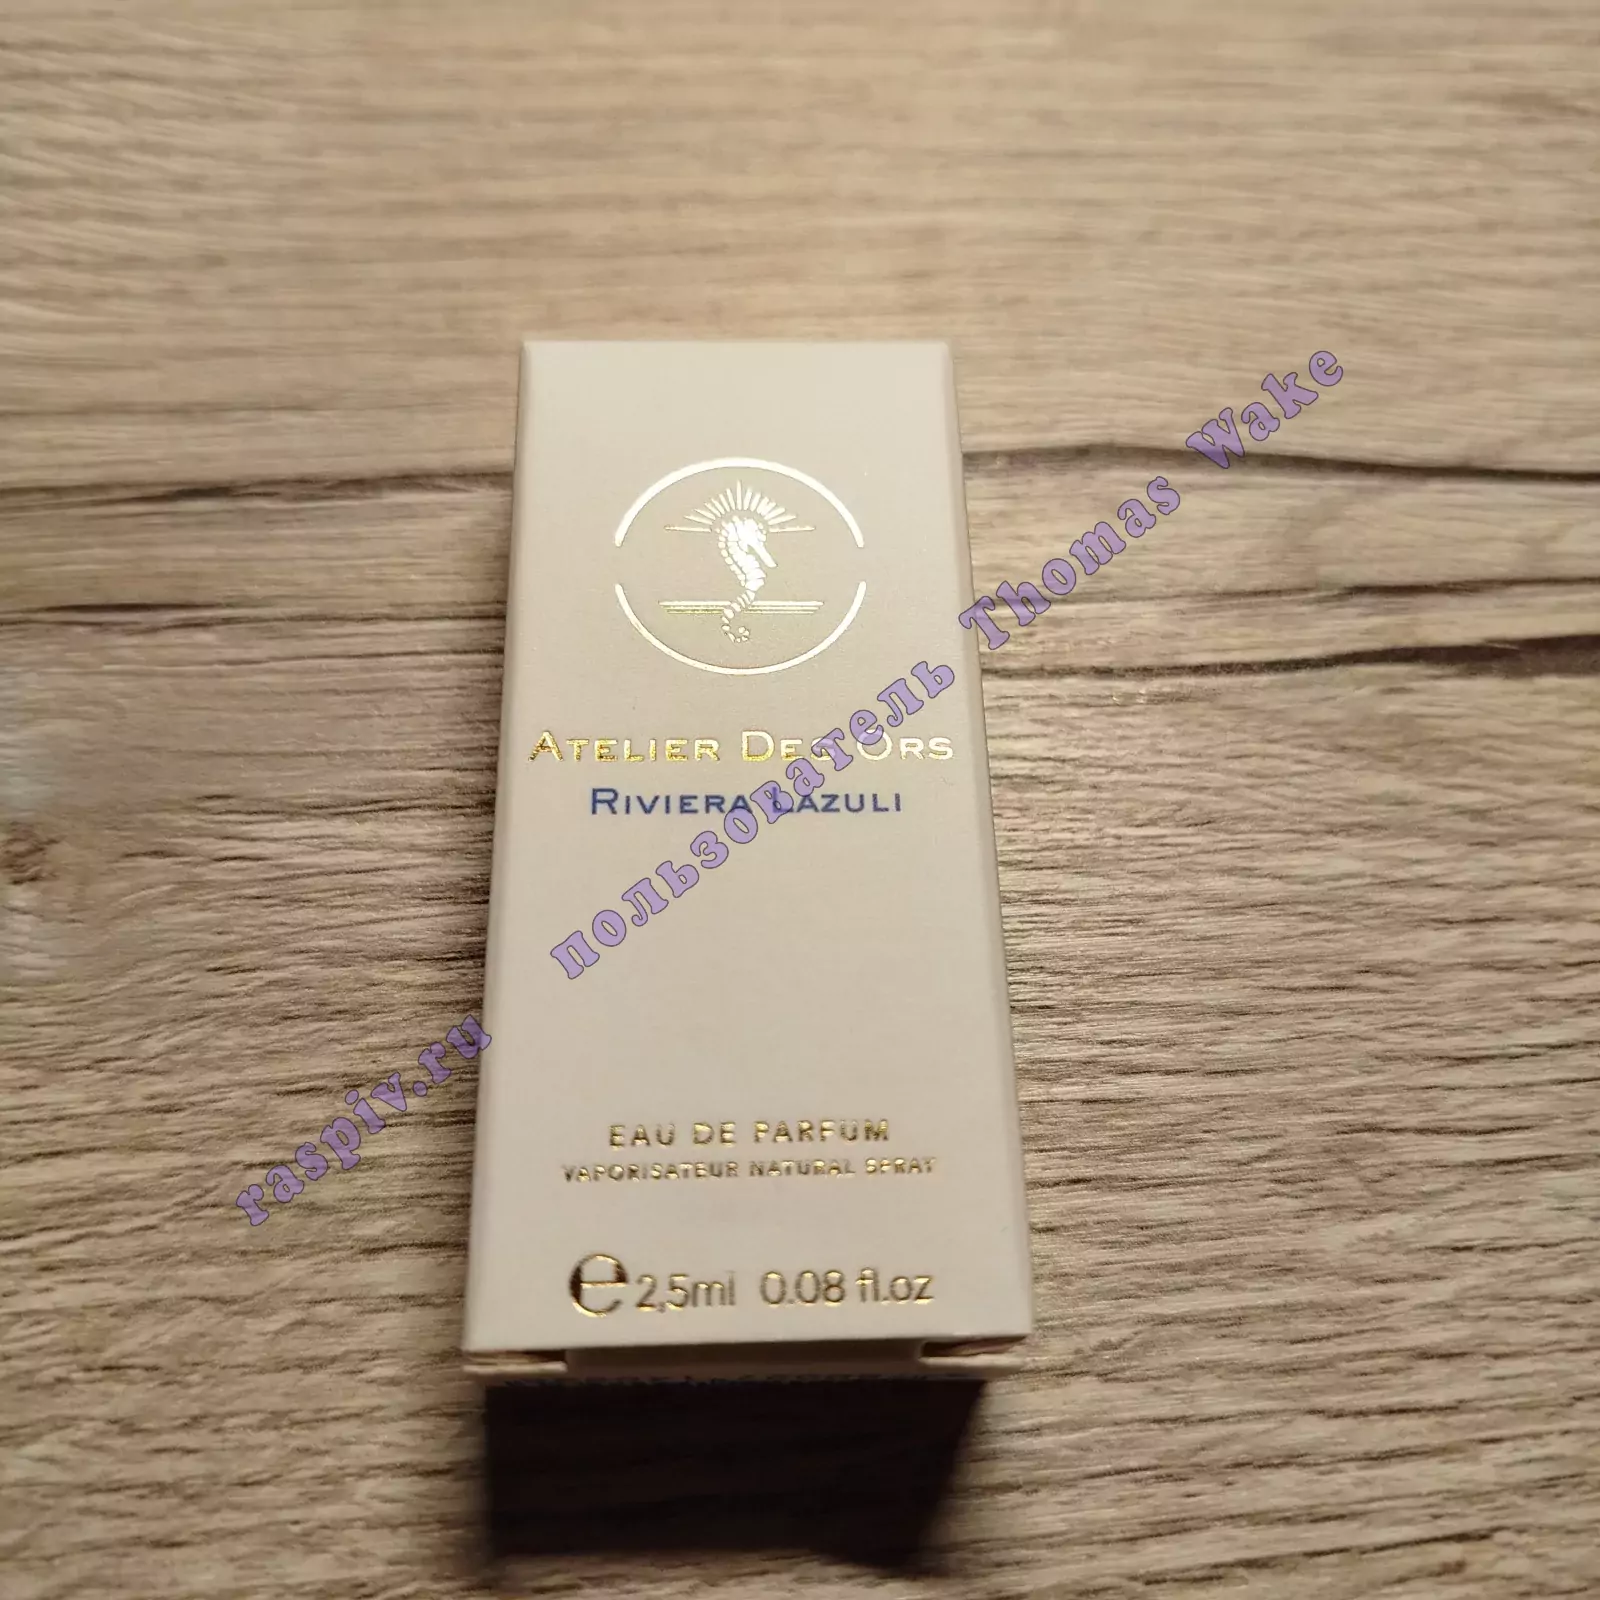 Atelier Des Ors
Riviera Lazuli
EAU DE PARFUM
VAPORISATEUR NATURAL SPRAY
℮ 2,5ml 0.08 fl.oz
raspiv.ru пользователь Thomas Wake